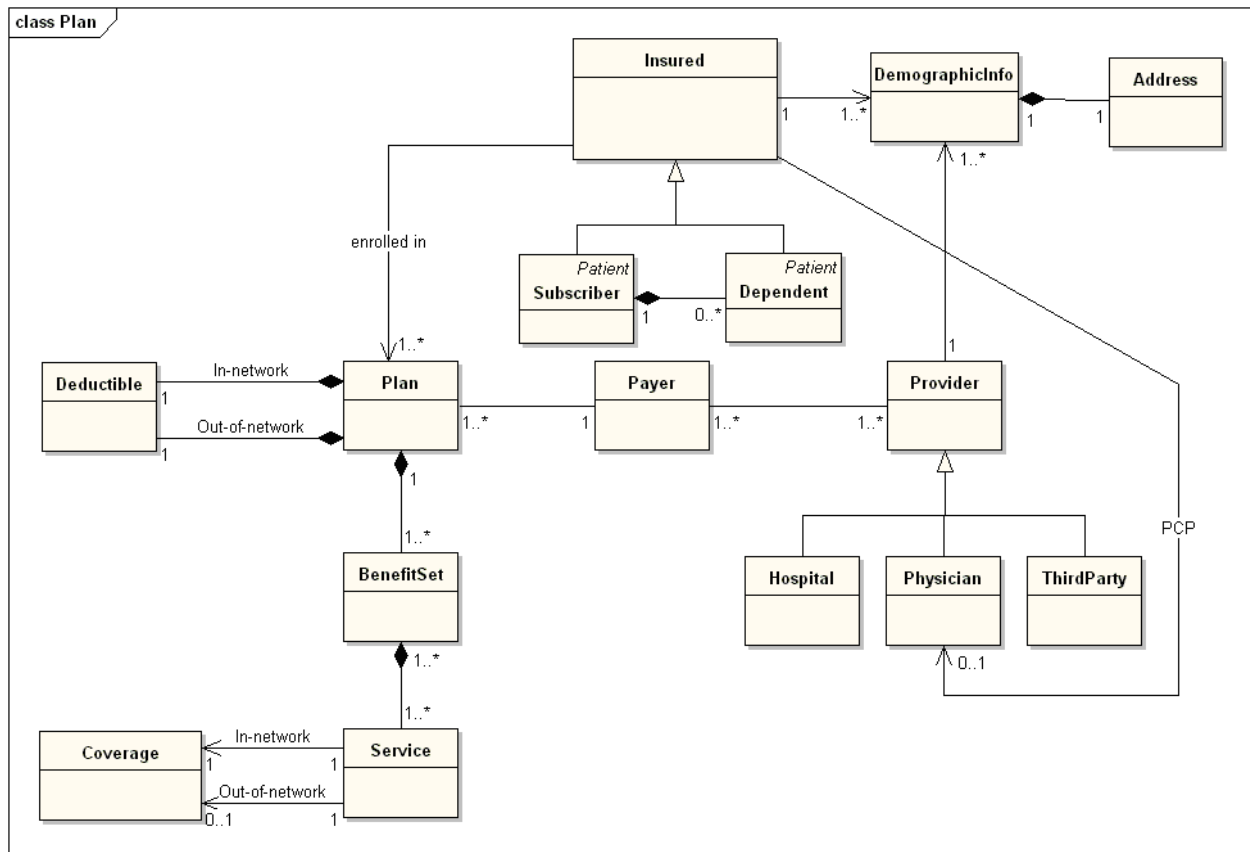 class Plan
Insured
DemographicInfo
Address
1
1..*
1
1
1..*
enrolled in
Patient
Subscriber
Patient
Dependent
1
0..*
1..*
1
Deductible
In-network
Plan
Payer
Provider
1
1..*
1
1..*
1..*
Out-of-network
1
1
PCP
1..*
BenefitSet
Hospital
Physician
ThirdParty
1..*
0..1
1..*
Coverage
In-network
Service
1
1
Out-of-network
0..1
1